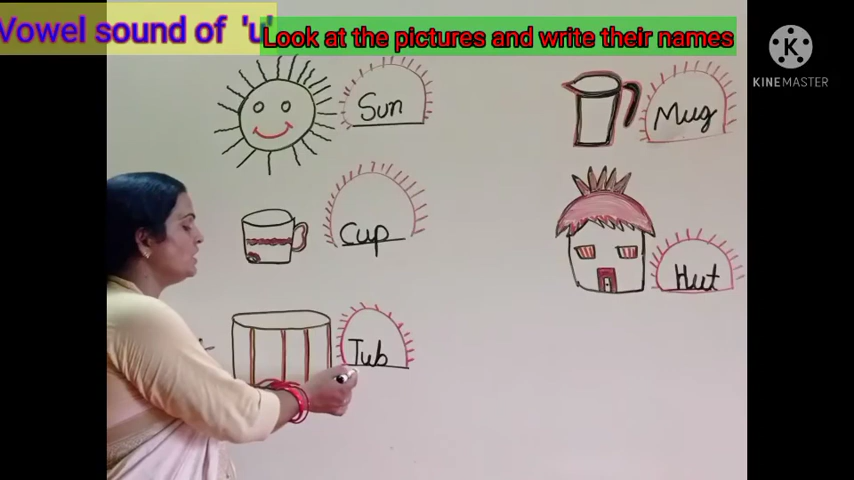 Vowel sound of 'u'
Look at the pictures and write their names
K
KINEMASTER
Sun
Mug
Cup
Hut
Tub